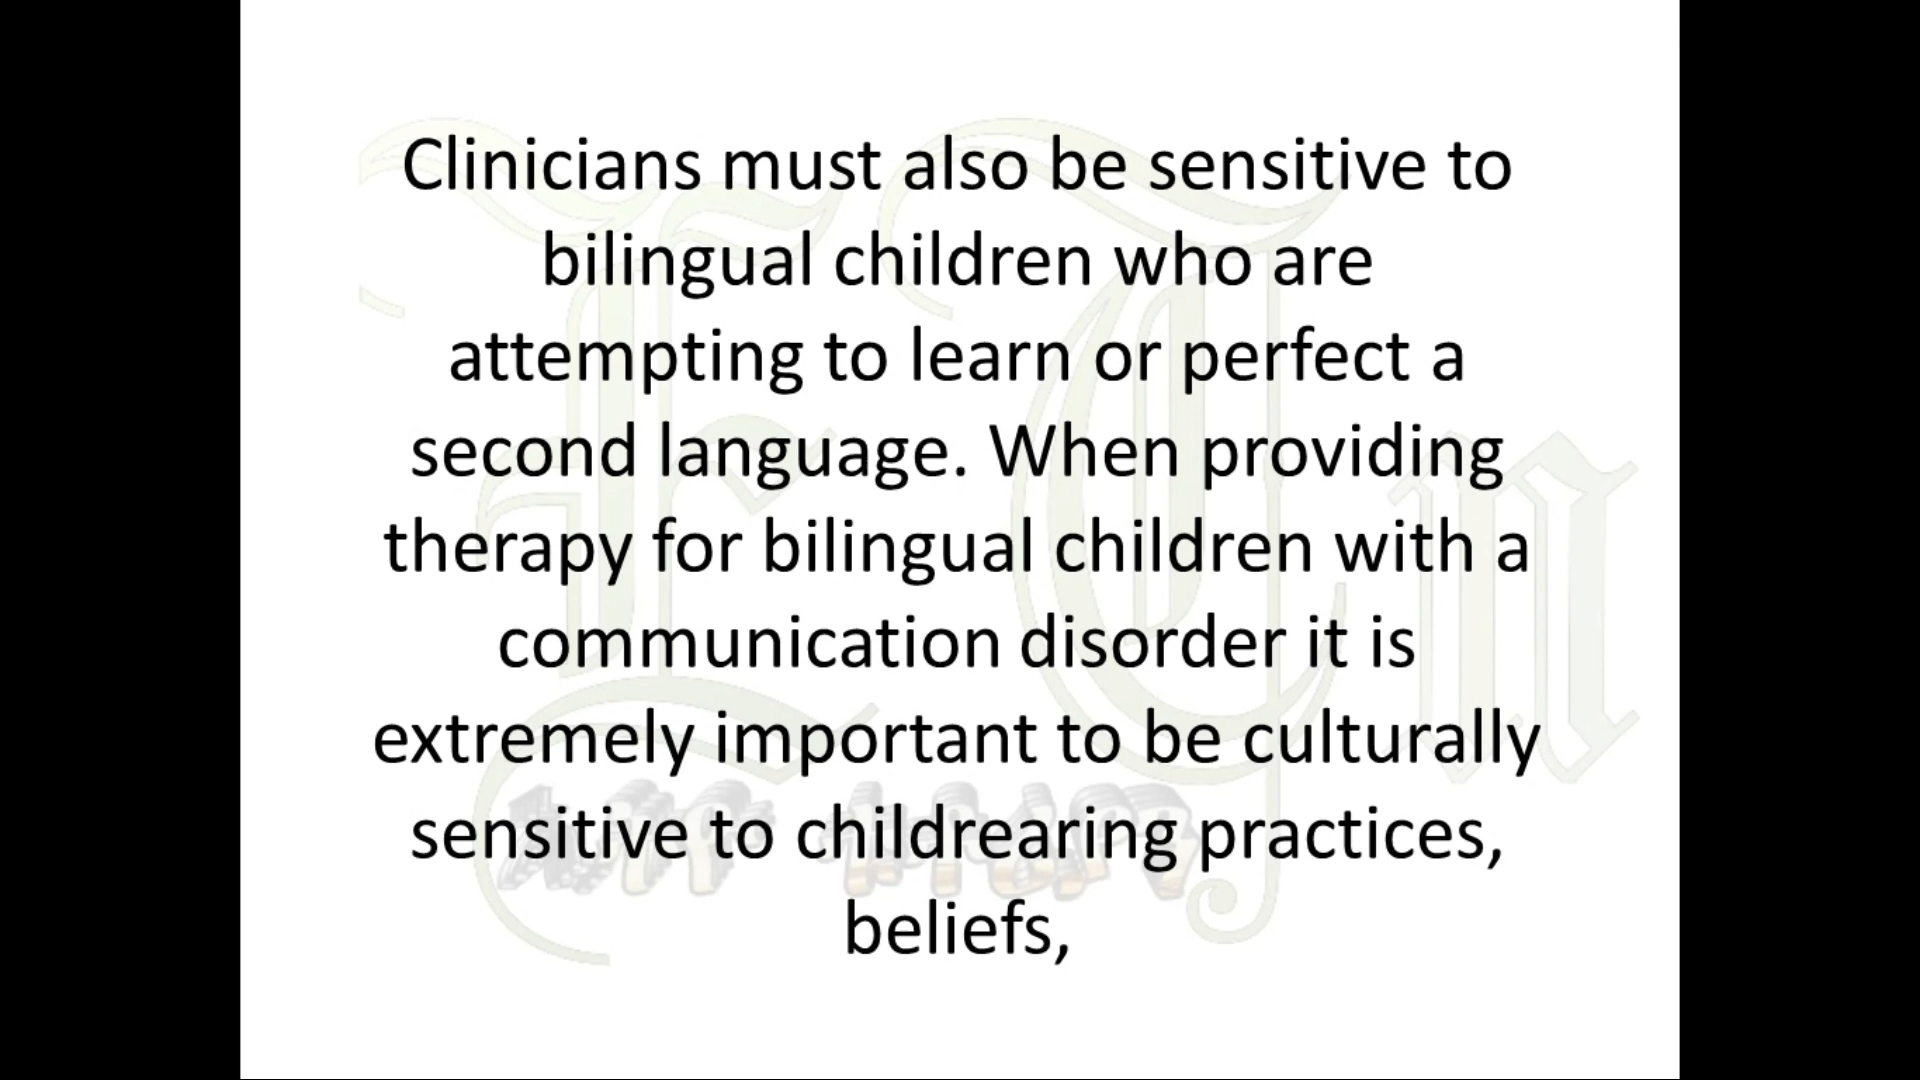 Clinicians must also be sensitive to
bilingual children who are
attempting to learn or perfect a
second language. When providing
therapy for bilingual children with a
communication disorder it is
extremely important to be culturally
sensitive to childrearing practices,
beliefs,